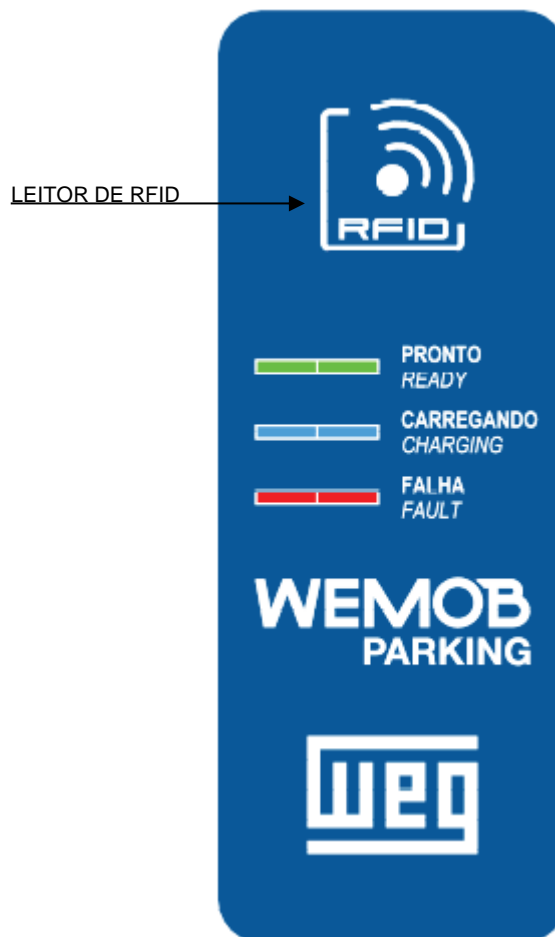 LEITOR DE RFID
RFID
PRONTO
READY
CARREGANDO
CHARGING
FALHA
FAULT
WEMOB
PARKING
weg